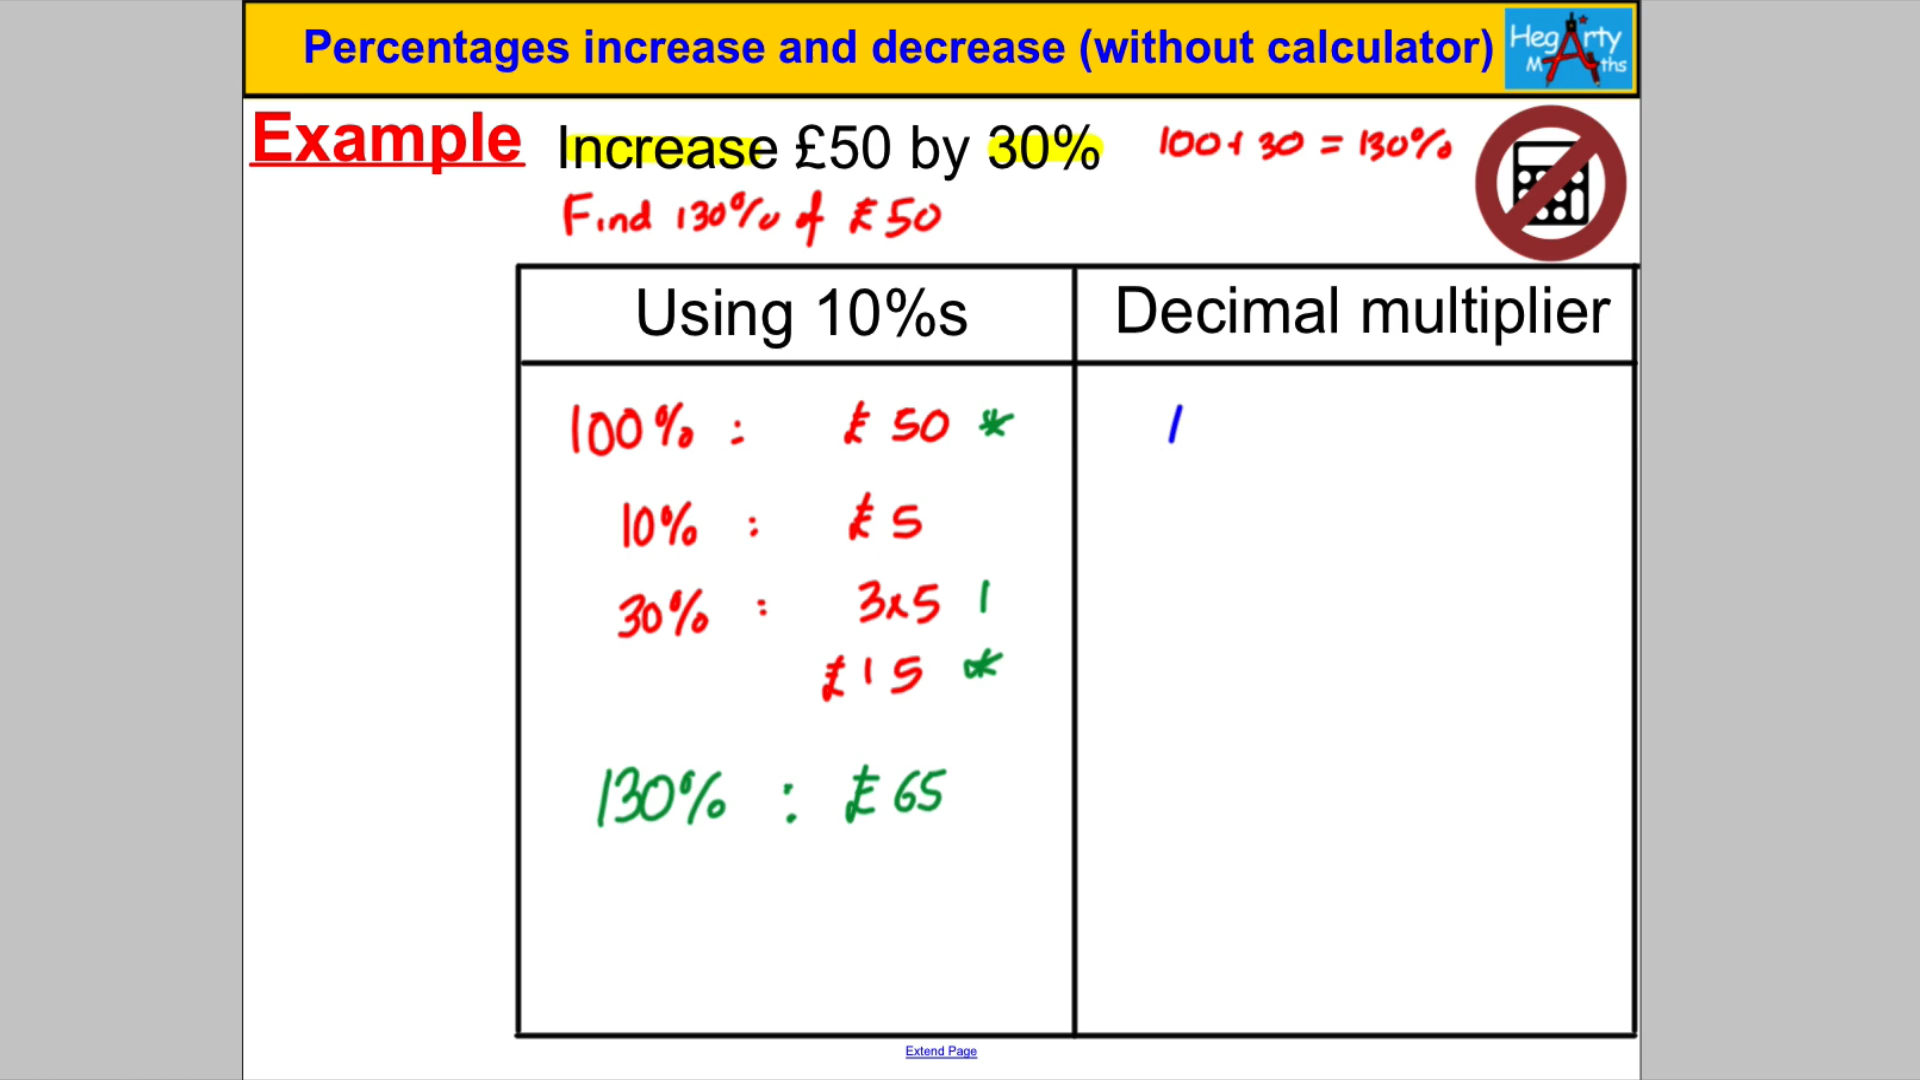 Percentages increase and decrease (without calculator)
Hegarty
Maths
Example Increase £50 by 30% 100+ 30 = 130%
Find 130% of £50
Using 10%s
Decimal multiplier
100% : £ 50 *
10% : £ 5
30% : 3x5 1
£15 *
130% : £65
1
Extend Page